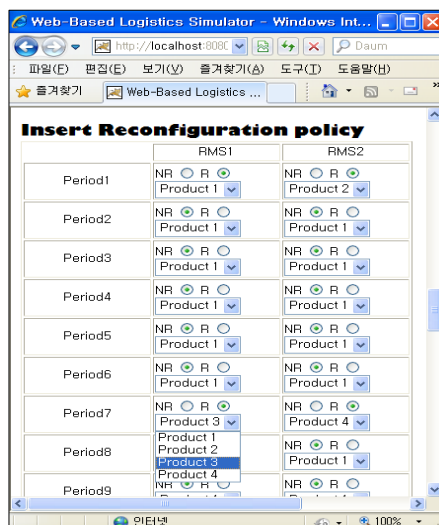 Web-Based Logistics Simulator - Windows Int...
http://localhost:8080
Daum
파일(F) 편집(E) 보기(V) 즐겨찾기(A) 도구(T) 도움말(H)
즐겨찾기 Web-Based Logistics ...
Insert Reconfiguration policy
RMS1 RMS2
Period1 NR R NR R
Product 1 Product 2
Period2 NR R NR R
Product 1 Product 1
Period3 NR R NR R
Product 1 Product 1
Period4 NR R NR R
Product 1 Product 1
Period5 NR R NR R
Product 1 Product 1
Period6 NR R NR R
Product 1 Product 1
Period7 NR R NR R
Product 3 Product 4
Product 1
Product 2
Product 3
Product 4
Period8 NR R
Product 1
Period9 NR R NR R
인터넷 100%